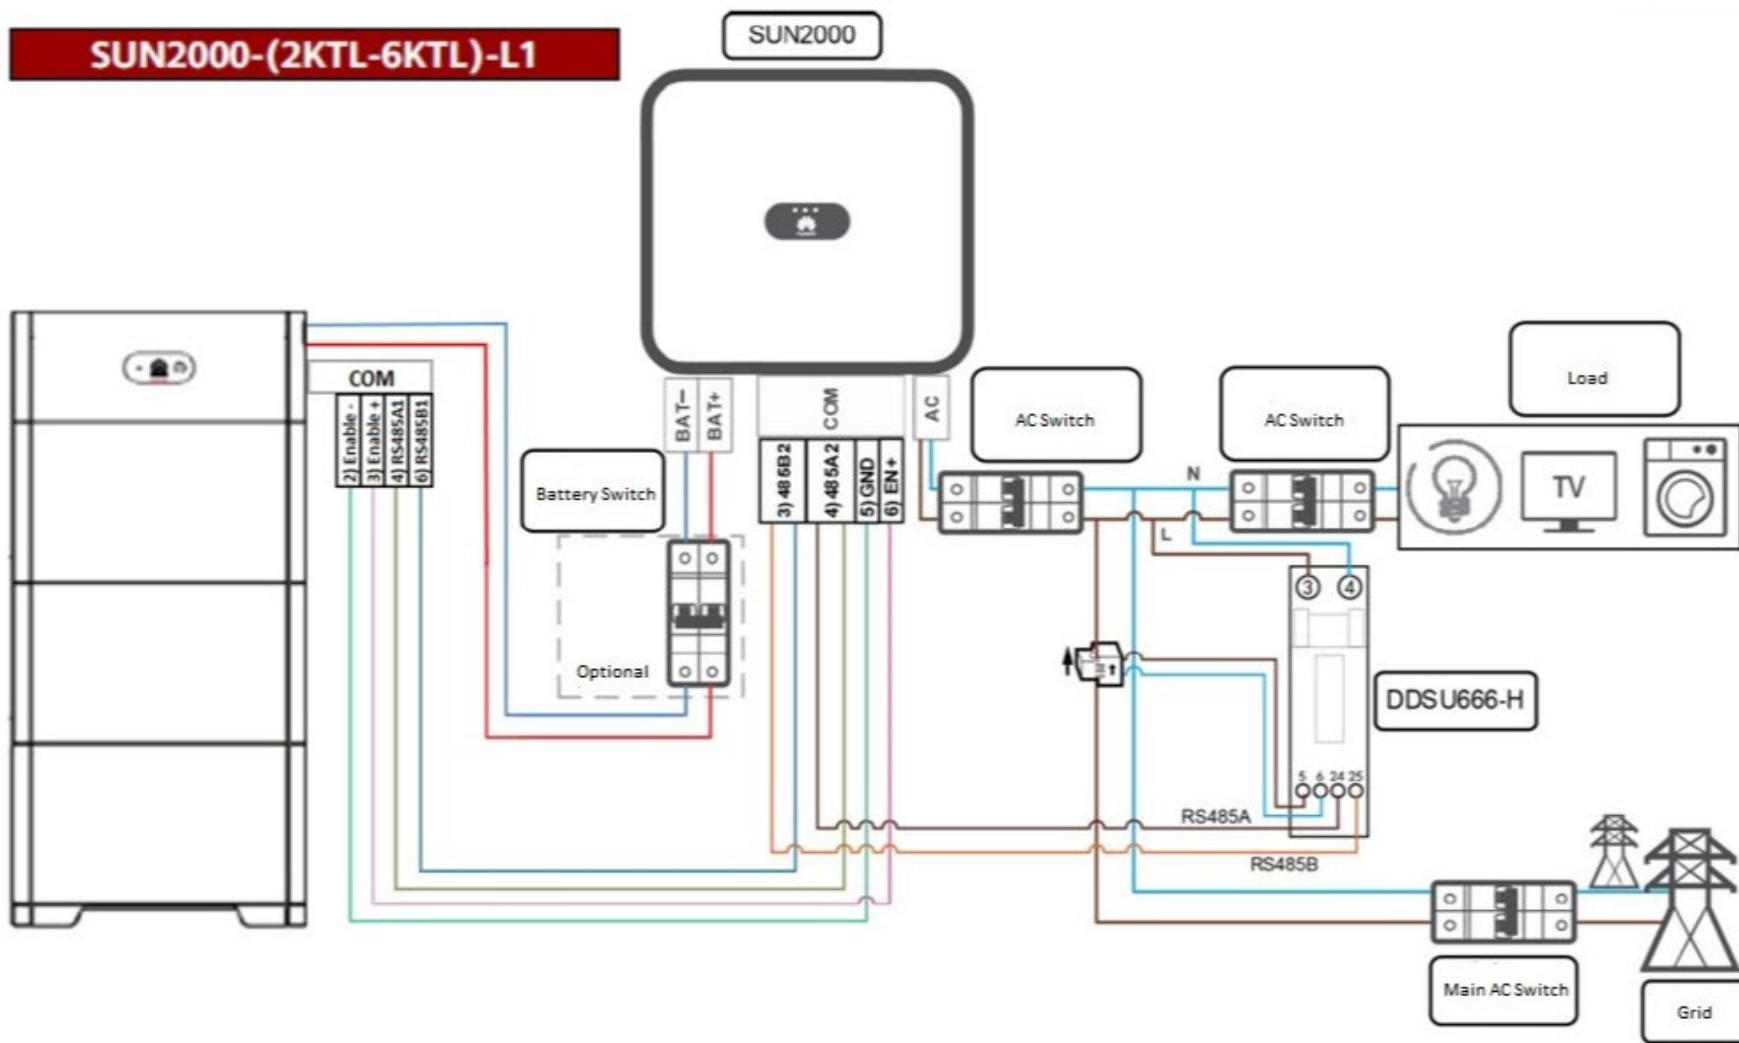 SUN2000-(2KTL-6KTL)-L1
SUN2000
COM
2) Enable -
3) Enable +
4) RS485A1
6) RS485B1
BAT-
BAT+
COM
3) 485B2
4) 485A2
5) GND
6) EN+
AC
AC Switch
AC Switch
Load
TV
Battery Switch
Optional
N
L
3
4
DDSU666-H
5 6 24 25
RS485A
RS485B
Main AC Switch
Grid